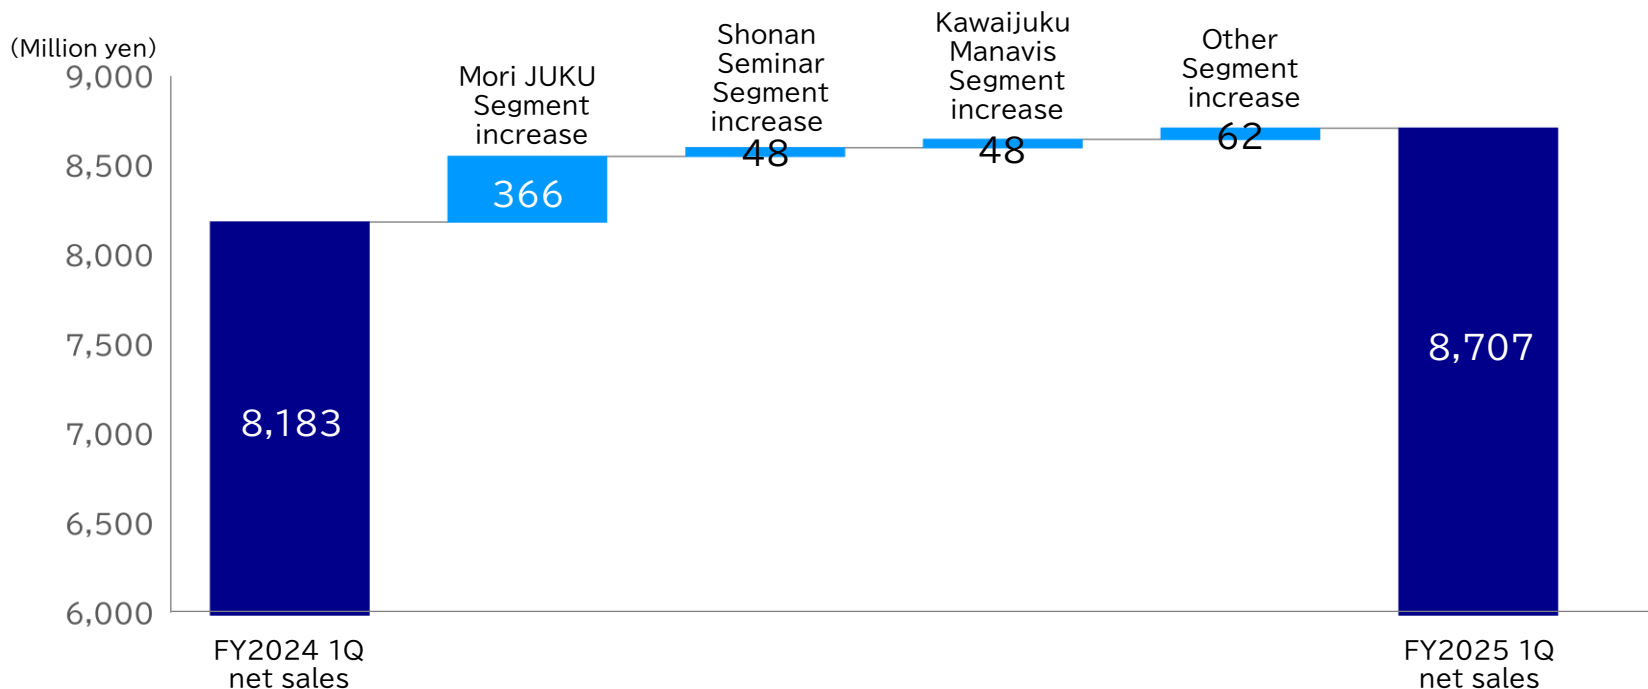 (Million yen)
9,000
8,500
8,000
7,500
7,000
6,500
6,000
8,183
FY2024 1Q
net sales
Mori JUKU
Segment
increase
366
Shonan
Seminar
Segment
increase
48
Kawaijuku
Manavis
Segment
increase
48
Other
Segment
increase
62
8,707
FY2025 1Q
net sales